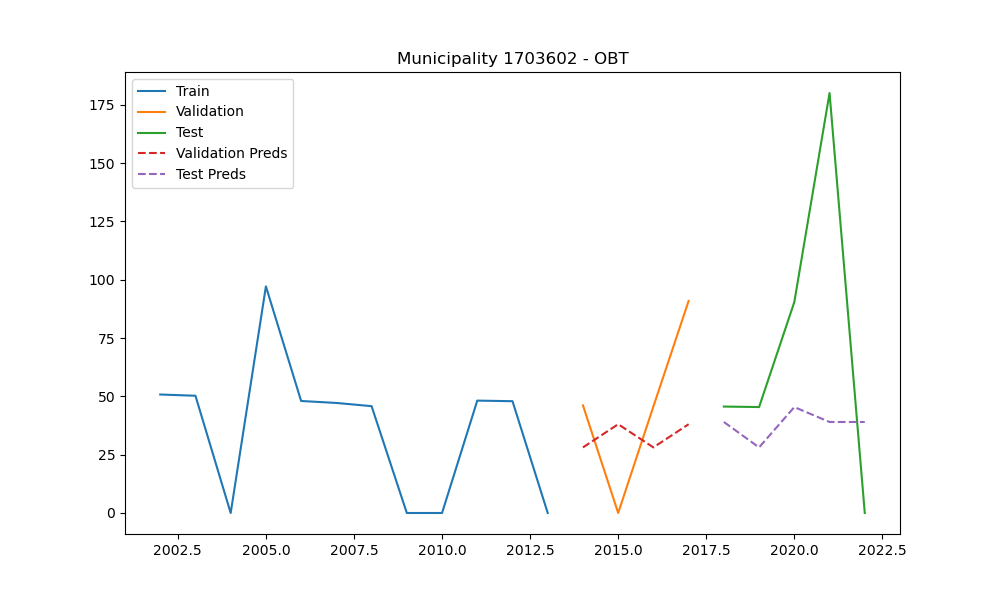 Municipality 1703602 - OBT
Train
Validation
Test
Validation Preds
Test Preds
175
150
125
100
75
50
25
0
2002.5 2005.0 2007.5 2010.0 2012.5 2015.0 2017.5 2020.0 2022.5